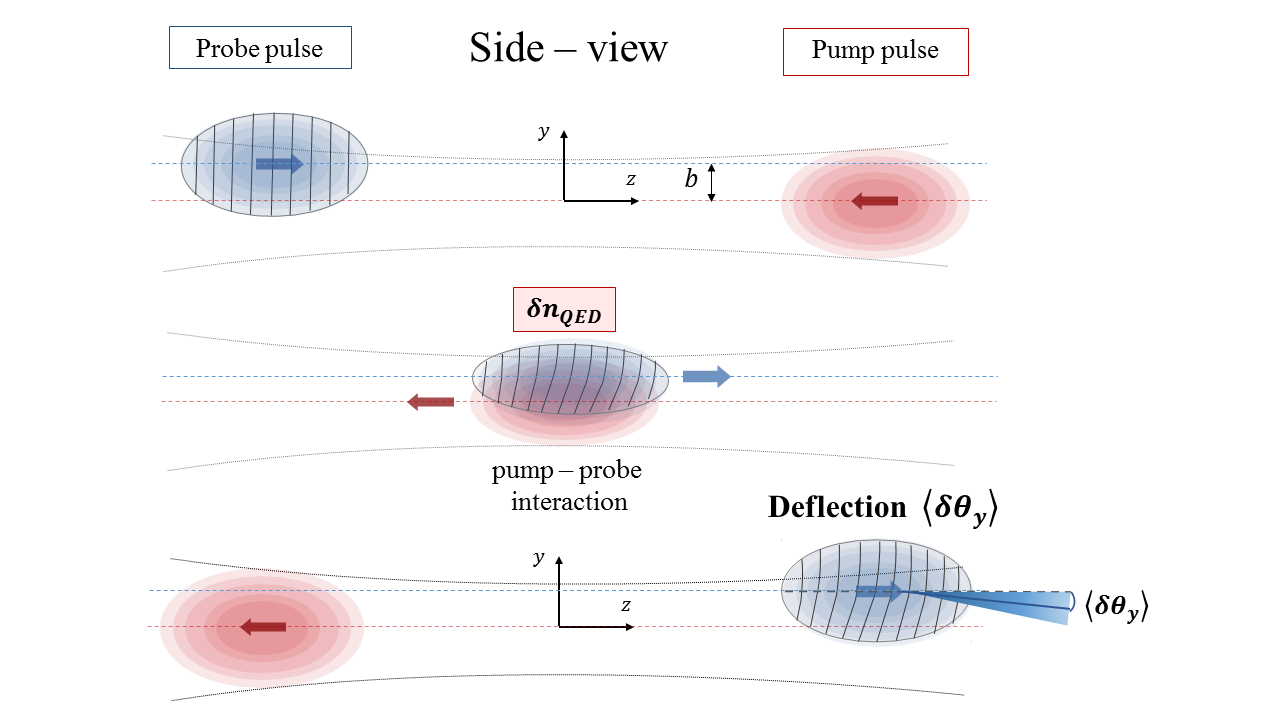 Probe pulse
Side – view
Pump pulse
y
z
b
δn_QED
pump – probe
interaction
Deflection ⟨δθ_y⟩
y
z
⟨δθ_y⟩